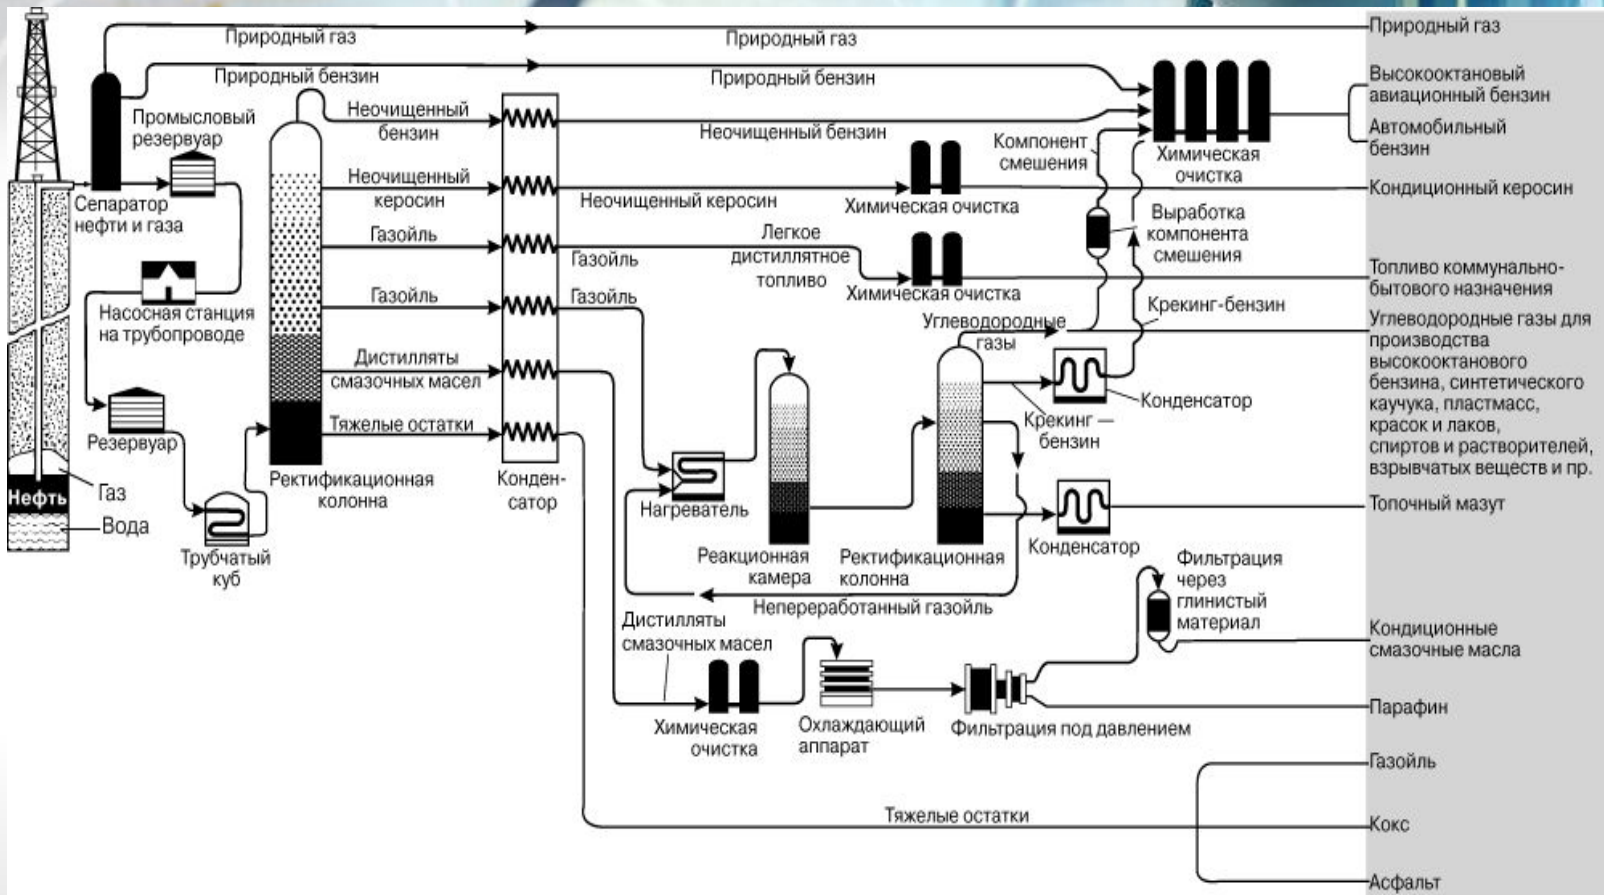 Природный газ
Природный газ
Природный газ
Природный бензин
Природный бензин
Высокооктановый
авиационный бензин
Автомобильный
бензин
Промысловый
резервуар
Неочищенный
бензин
Неочищенный бензин
Компонент
смешения
Химическая
очистка
Сепаратор
нефти и газа
Неочищенный
керосин
Неочищенный керосин
Химическая очистка
Кондиционный керосин
Газойль
Газойль
Легкое
дистиллятное
топливо
Химическая очистка
Выработка
компонента
смешения
Топливо коммунально-
бытового назначения
Насосная станция
на трубопроводе
Газойль
Газойль
Углеводородные
газы
Крекинг-бензин
Углеводородные газы для
производства
высокооктанового
бензина, синтетического
каучука, пластмасс,
красок и лаков,
спиртов и растворителей,
взрывчатых веществ и пр.
Дистилляты
смазочных масел
Конденсатор
Крекинг —
бензин
Резервуар
Тяжелые остатки
Ректификационная
колонна
Конден-
сатор
Нагреватель
Нефть
Газ
Вода
Трубчатый
куб
Реакционная
камера
Ректификационная
колонна
Конденсатор
Топочный мазут
Непереработанный газойль
Фильтрация
через
глинистый
материал
Дистилляты
смазочных масел
Кондиционные
смазочные масла
Химическая
очистка
Охлаждающий
аппарат
Фильтрация под давлением
Парафин
Газойль
Тяжелые остатки
Кокс
Асфальт